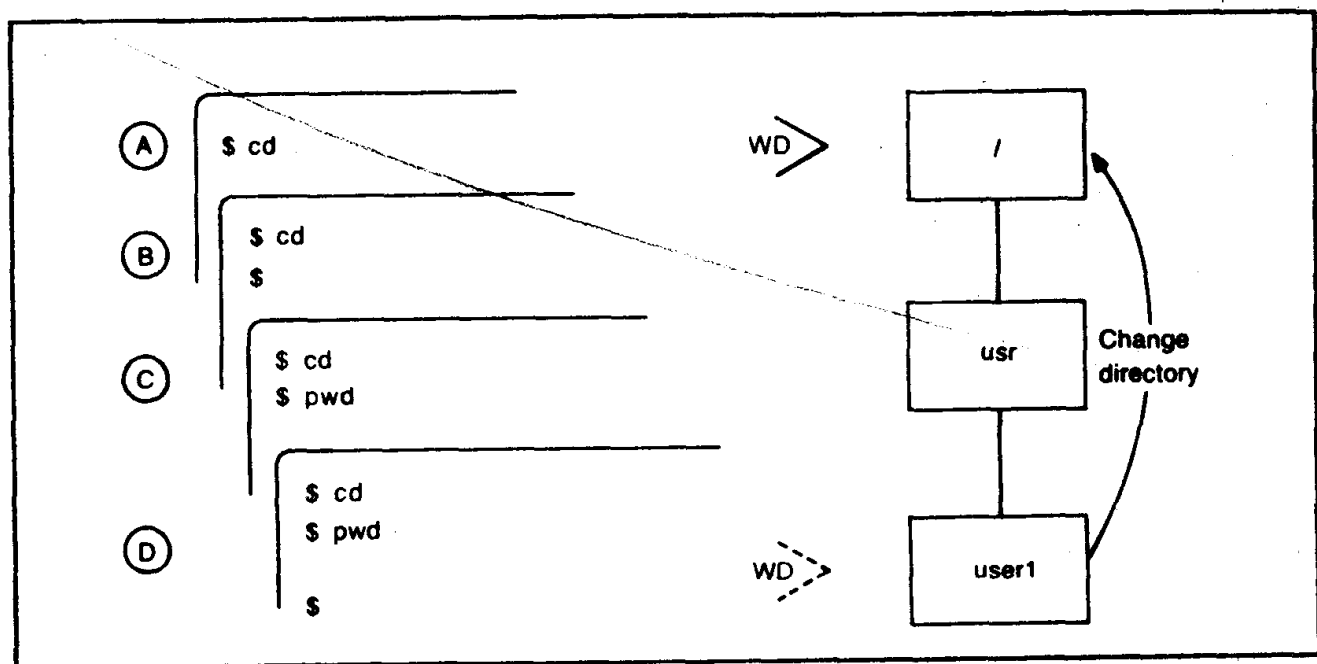 A
$ cd
WD
/
B
$ cd
$
C
$ cd
$ pwd
usr
Change
directory
D
$ cd
$ pwd
$
WD
user1